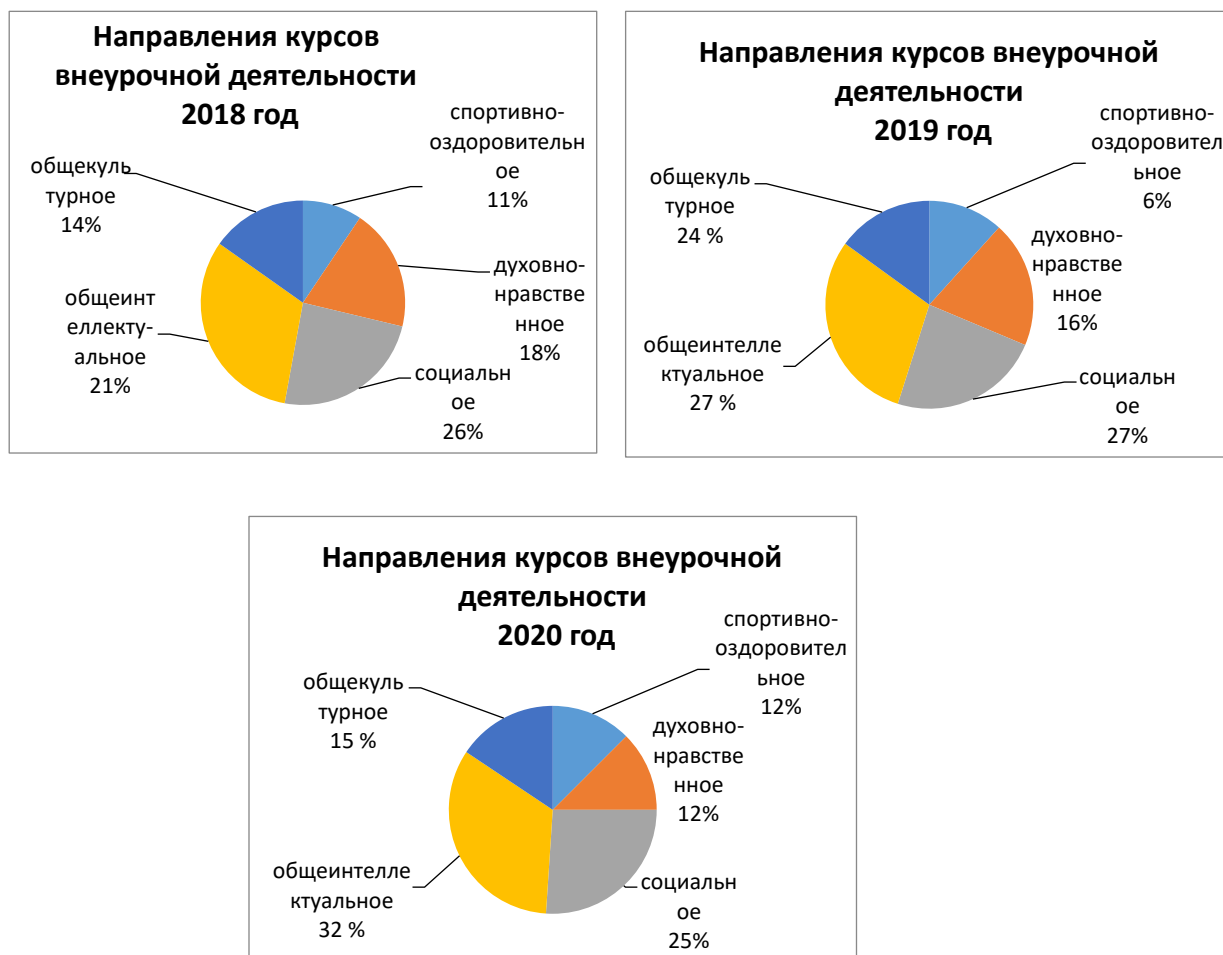 Направления курсов
внеурочной деятельности
2018 год
спортивно-
оздоровительн
ое
11%
духовно-
нравстве
нное
18%
социальн
ое
26%
общеинт
еллекту-
альное
21%
общекуль
турное
14%
Направления курсов внеурочной
деятельности
2019 год
спортивно-
оздоровител
ьное
6%
духовно-
нравстве
нное
16%
социальн
ое
27%
общеинтелле
ктуальное
27 %
общекуль
турное
24 %
Направления курсов внеурочной
деятельности
2020 год
спортивно-
оздоровител
ьное
12%
духовно-
нравстве
нное
12%
социальн
ое
25%
общеинтелле
ктуальное
32 %
общекуль
турное
15 %